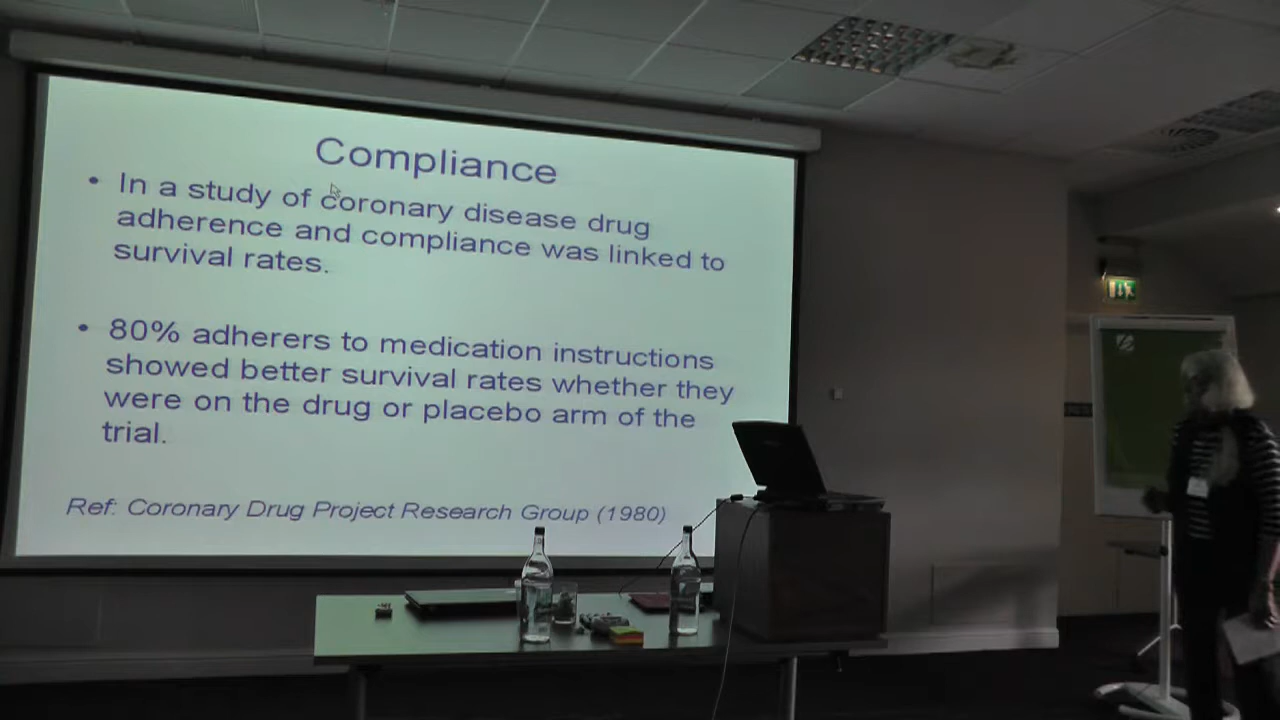 Compliance
• In a study of coronary disease drug
adherence and compliance was linked to
survival rates.
• 80% adherers to medication instructions
showed better survival rates whether they
were on the drug or placebo arm of the
trial.
Ref: Coronary Drug Project Research Group (1980)